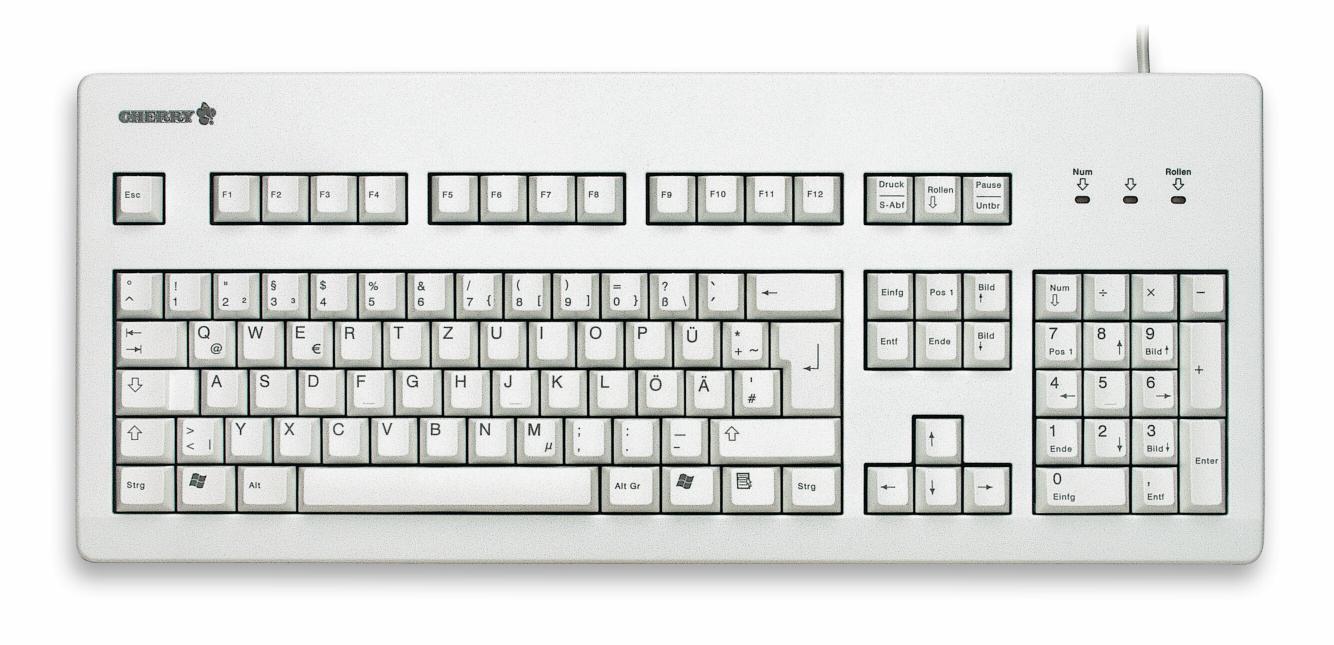 CHERRY
Num Rollen
Esc F1 F2 F3 F4 F5 F6 F7 F8 F9 F10 F11 F12 Druck Rollen Pause
S-Abf Untbr
° ! " § $ % & / ( ) = ? `
^ 1 2 ² 3 ³ 4 5 6 7 { 8 [ 9 ] 0 } ß \ ´ ←
Einfg Pos 1 Bild ↑ Num ÷ × −
Q W E R T Z U I O P Ü *
@ € + ~
Entf Ende Bild ↓ 7 8 ↑ 9 +
Pos 1 Bild ↑
A S D F G H J K L Ö Ä '
#
4 ← 5 6 →
> Y X C V B N M ; : _
< | µ , . -
↑ 1 2 ↓ 3 Enter
Ende Bild ↓
Strg Alt Alt Gr Strg
← ↓ → 0 ,
Einfg Entf